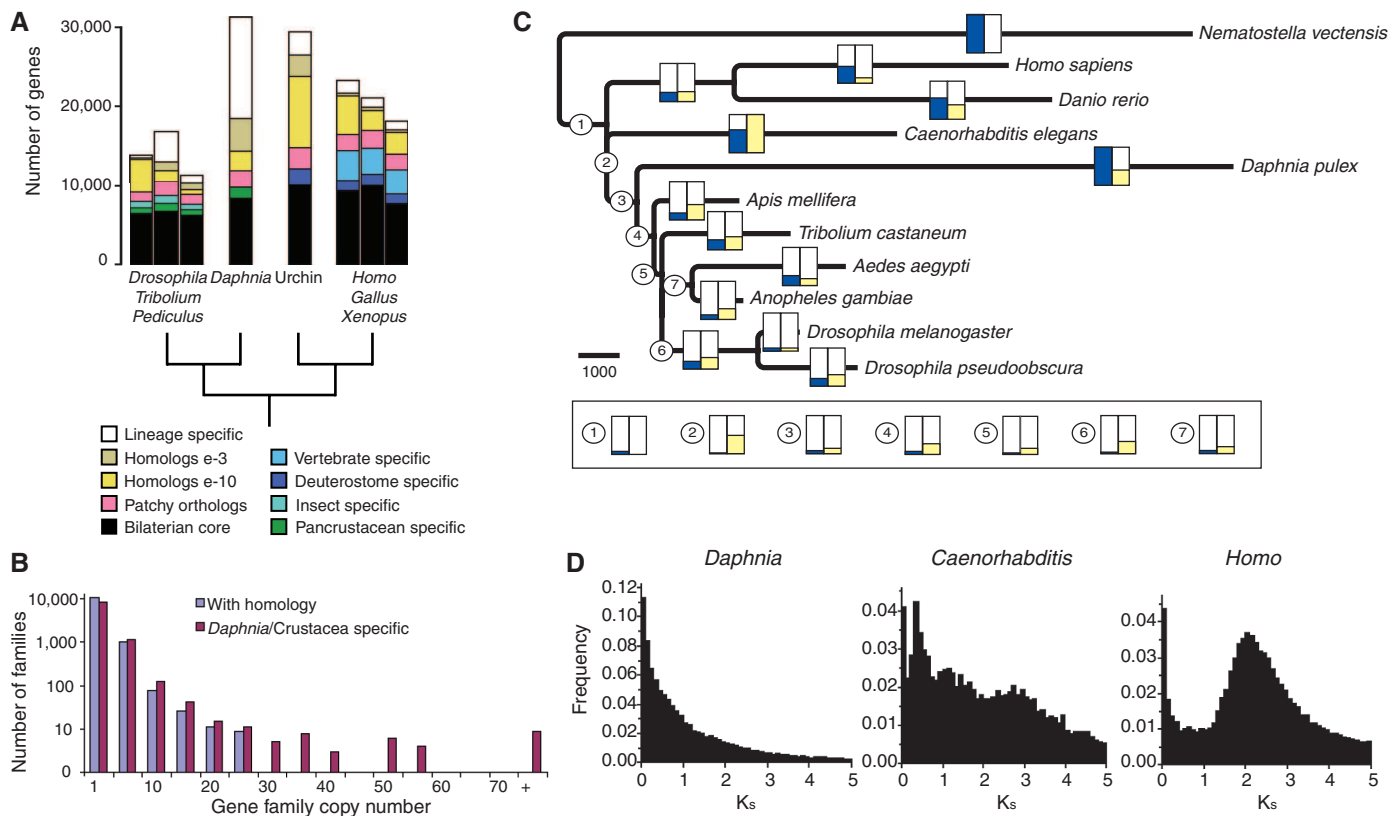 A
Number of genes
30,000
20,000
10,000
0
Drosophila
Tribolium
Pediculus
Daphnia
Urchin
Homo
Gallus
Xenopus
Lineage specific
Homologs e-3
Homologs e-10
Patchy orthologs
Bilaterian core
Vertebrate specific
Deuterostome specific
Insect specific
Pancrustacean specific
B
Number of families
10,000
1,000
100
10
0
With homology
Daphnia/Crustacea specific
1 10 20 30 40 50 60 70 +
Gene family copy number
C
Nematostella vectensis
Homo sapiens
Danio rerio
Caenorhabditis elegans
Daphnia pulex
Apis mellifera
Tribolium castaneum
Aedes aegypti
Anopheles gambiae
Drosophila melanogaster
Drosophila pseudoobscura
1
2
3
4
5
7
6
1000
1 2 3 4 5 6 7
D
Daphnia
Frequency
0.12
0.10
0.08
0.06
0.04
0.02
0.00
0 1 2 3 4 5
Ks
Caenorhabditis
0.04
0.03
0.02
0.01
0.00
0 1 2 3 4 5
Ks
Homo
0.04
0.03
0.02
0.01
0.00
0 1 2 3 4 5
Ks